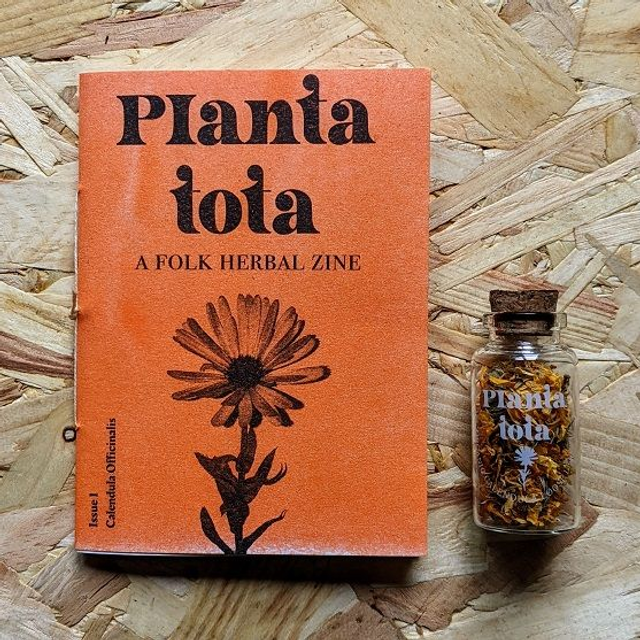 Planta
tota
A FOLK HERBAL ZINE
Issue 1
Calendula Officinalis
Planta
tota